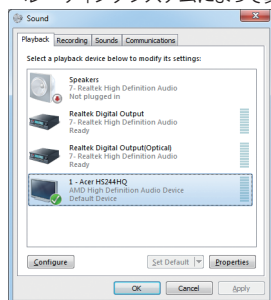 Sound
Playback Recording Sounds Communications
Select a playback device below to modify its settings:
Speakers
7- Realtek High Definition Audio
Not plugged in
Realtek Digital Output
7- Realtek High Definition Audio
Ready
Realtek Digital Output(Optical)
7- Realtek High Definition Audio
Ready
1 - Acer HS244HQ
AMD High Definition Audio Device
Default Device
Configure Set Default Properties
OK Cancel Apply